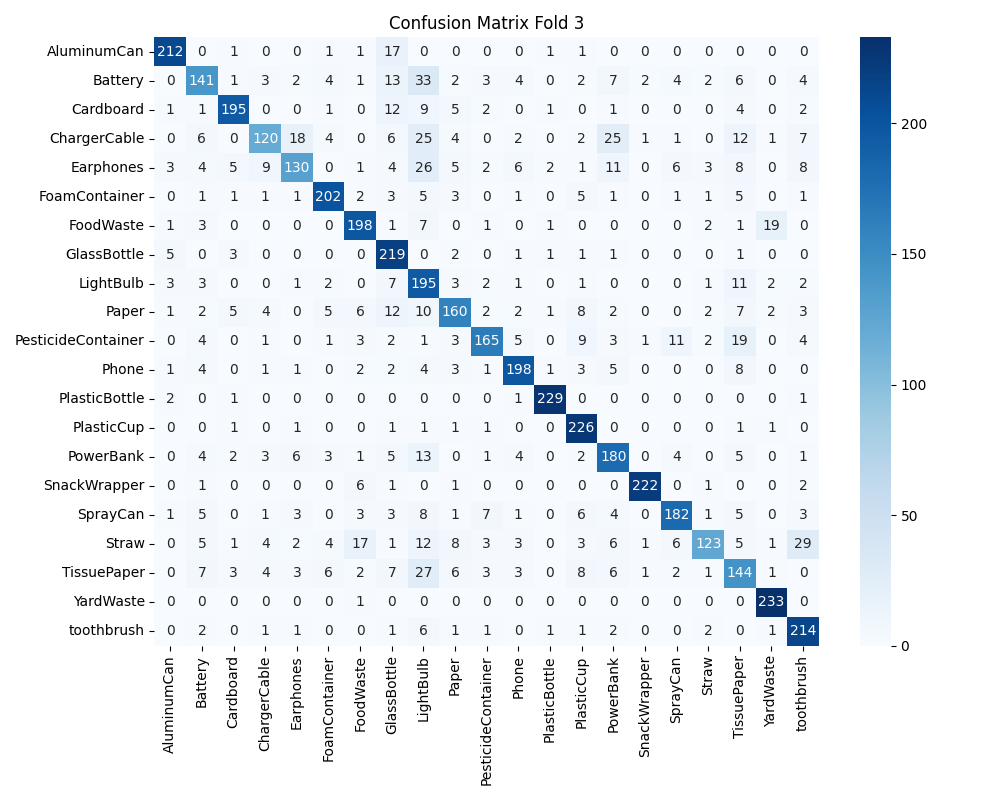 Confusion Matrix Fold 3
AluminumCan 212 0 1 0 0 1 1 17 0 0 0 0 1 1 0 0 0 0 0 0 0
Battery 0 141 1 3 2 4 1 13 33 2 3 4 0 2 7 2 4 2 6 0 4
Cardboard 1 1 195 0 0 1 0 12 9 5 2 0 1 0 1 0 0 0 4 0 2
ChargerCable 0 6 0 120 18 4 0 6 25 4 0 2 0 2 25 1 1 0 12 1 7
Earphones 3 4 5 9 130 0 1 4 26 5 2 6 2 1 11 0 6 3 8 0 8
FoamContainer 0 1 1 1 1 202 2 3 5 3 0 1 0 5 1 0 1 1 5 0 1
FoodWaste 1 3 0 0 0 0 198 1 7 0 1 0 1 0 0 0 0 2 1 19 0
GlassBottle 5 0 3 0 0 0 0 219 0 2 0 1 1 1 1 0 0 0 1 0 0
LightBulb 3 3 0 0 1 2 0 7 195 3 2 1 0 1 0 0 0 1 11 2 2
Paper 1 2 5 4 0 5 6 12 10 160 2 2 1 8 2 0 0 2 7 2 3
PesticideContainer 0 4 0 1 0 1 3 2 1 3 165 5 0 9 3 1 11 2 19 0 4
Phone 1 4 0 1 1 0 2 2 4 3 1 198 1 3 5 0 0 0 8 0 0
PlasticBottle 2 0 1 0 0 0 0 0 0 0 0 1 229 0 0 0 0 0 0 0 1
PlasticCup 0 0 1 0 1 0 0 1 1 1 1 0 0 226 0 0 0 0 1 1 0
PowerBank 0 4 2 3 6 3 1 5 13 0 1 4 0 2 180 0 4 0 5 0 1
SnackWrapper 0 1 0 0 0 0 6 1 0 1 0 0 0 0 0 222 0 1 0 0 2
SprayCan 1 5 0 1 3 0 3 3 8 1 7 1 0 6 4 0 182 1 5 0 3
Straw 0 5 1 4 2 4 17 1 12 8 3 3 0 3 6 1 6 123 5 1 29
TissuePaper 0 7 3 4 3 6 2 7 27 6 3 3 0 8 6 1 2 1 144 1 0
YardWaste 0 0 0 0 0 0 1 0 0 0 0 0 0 0 0 0 0 0 0 233 0
toothbrush 0 2 0 1 1 0 0 1 6 1 1 0 1 1 2 0 0 2 0 1 214
AluminumCan
Battery
Cardboard
ChargerCable
Earphones
FoamContainer
FoodWaste
GlassBottle
LightBulb
Paper
PesticideContainer
Phone
PlasticBottle
PlasticCup
PowerBank
SnackWrapper
SprayCan
Straw
TissuePaper
YardWaste
toothbrush
200
150
100
50
0